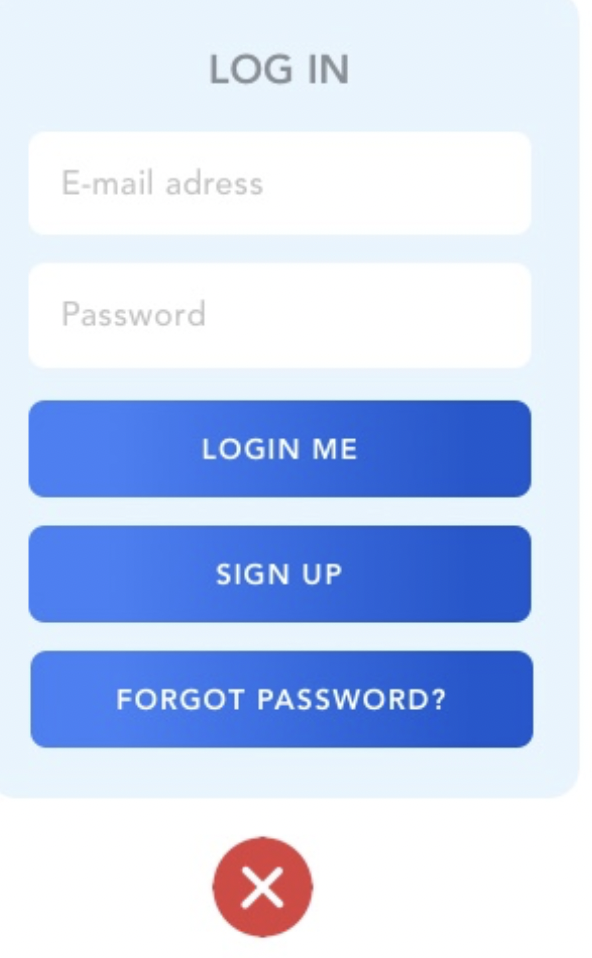 LOG IN
E-mail adress
Password
LOGIN ME
SIGN UP
FORGOT PASSWORD?